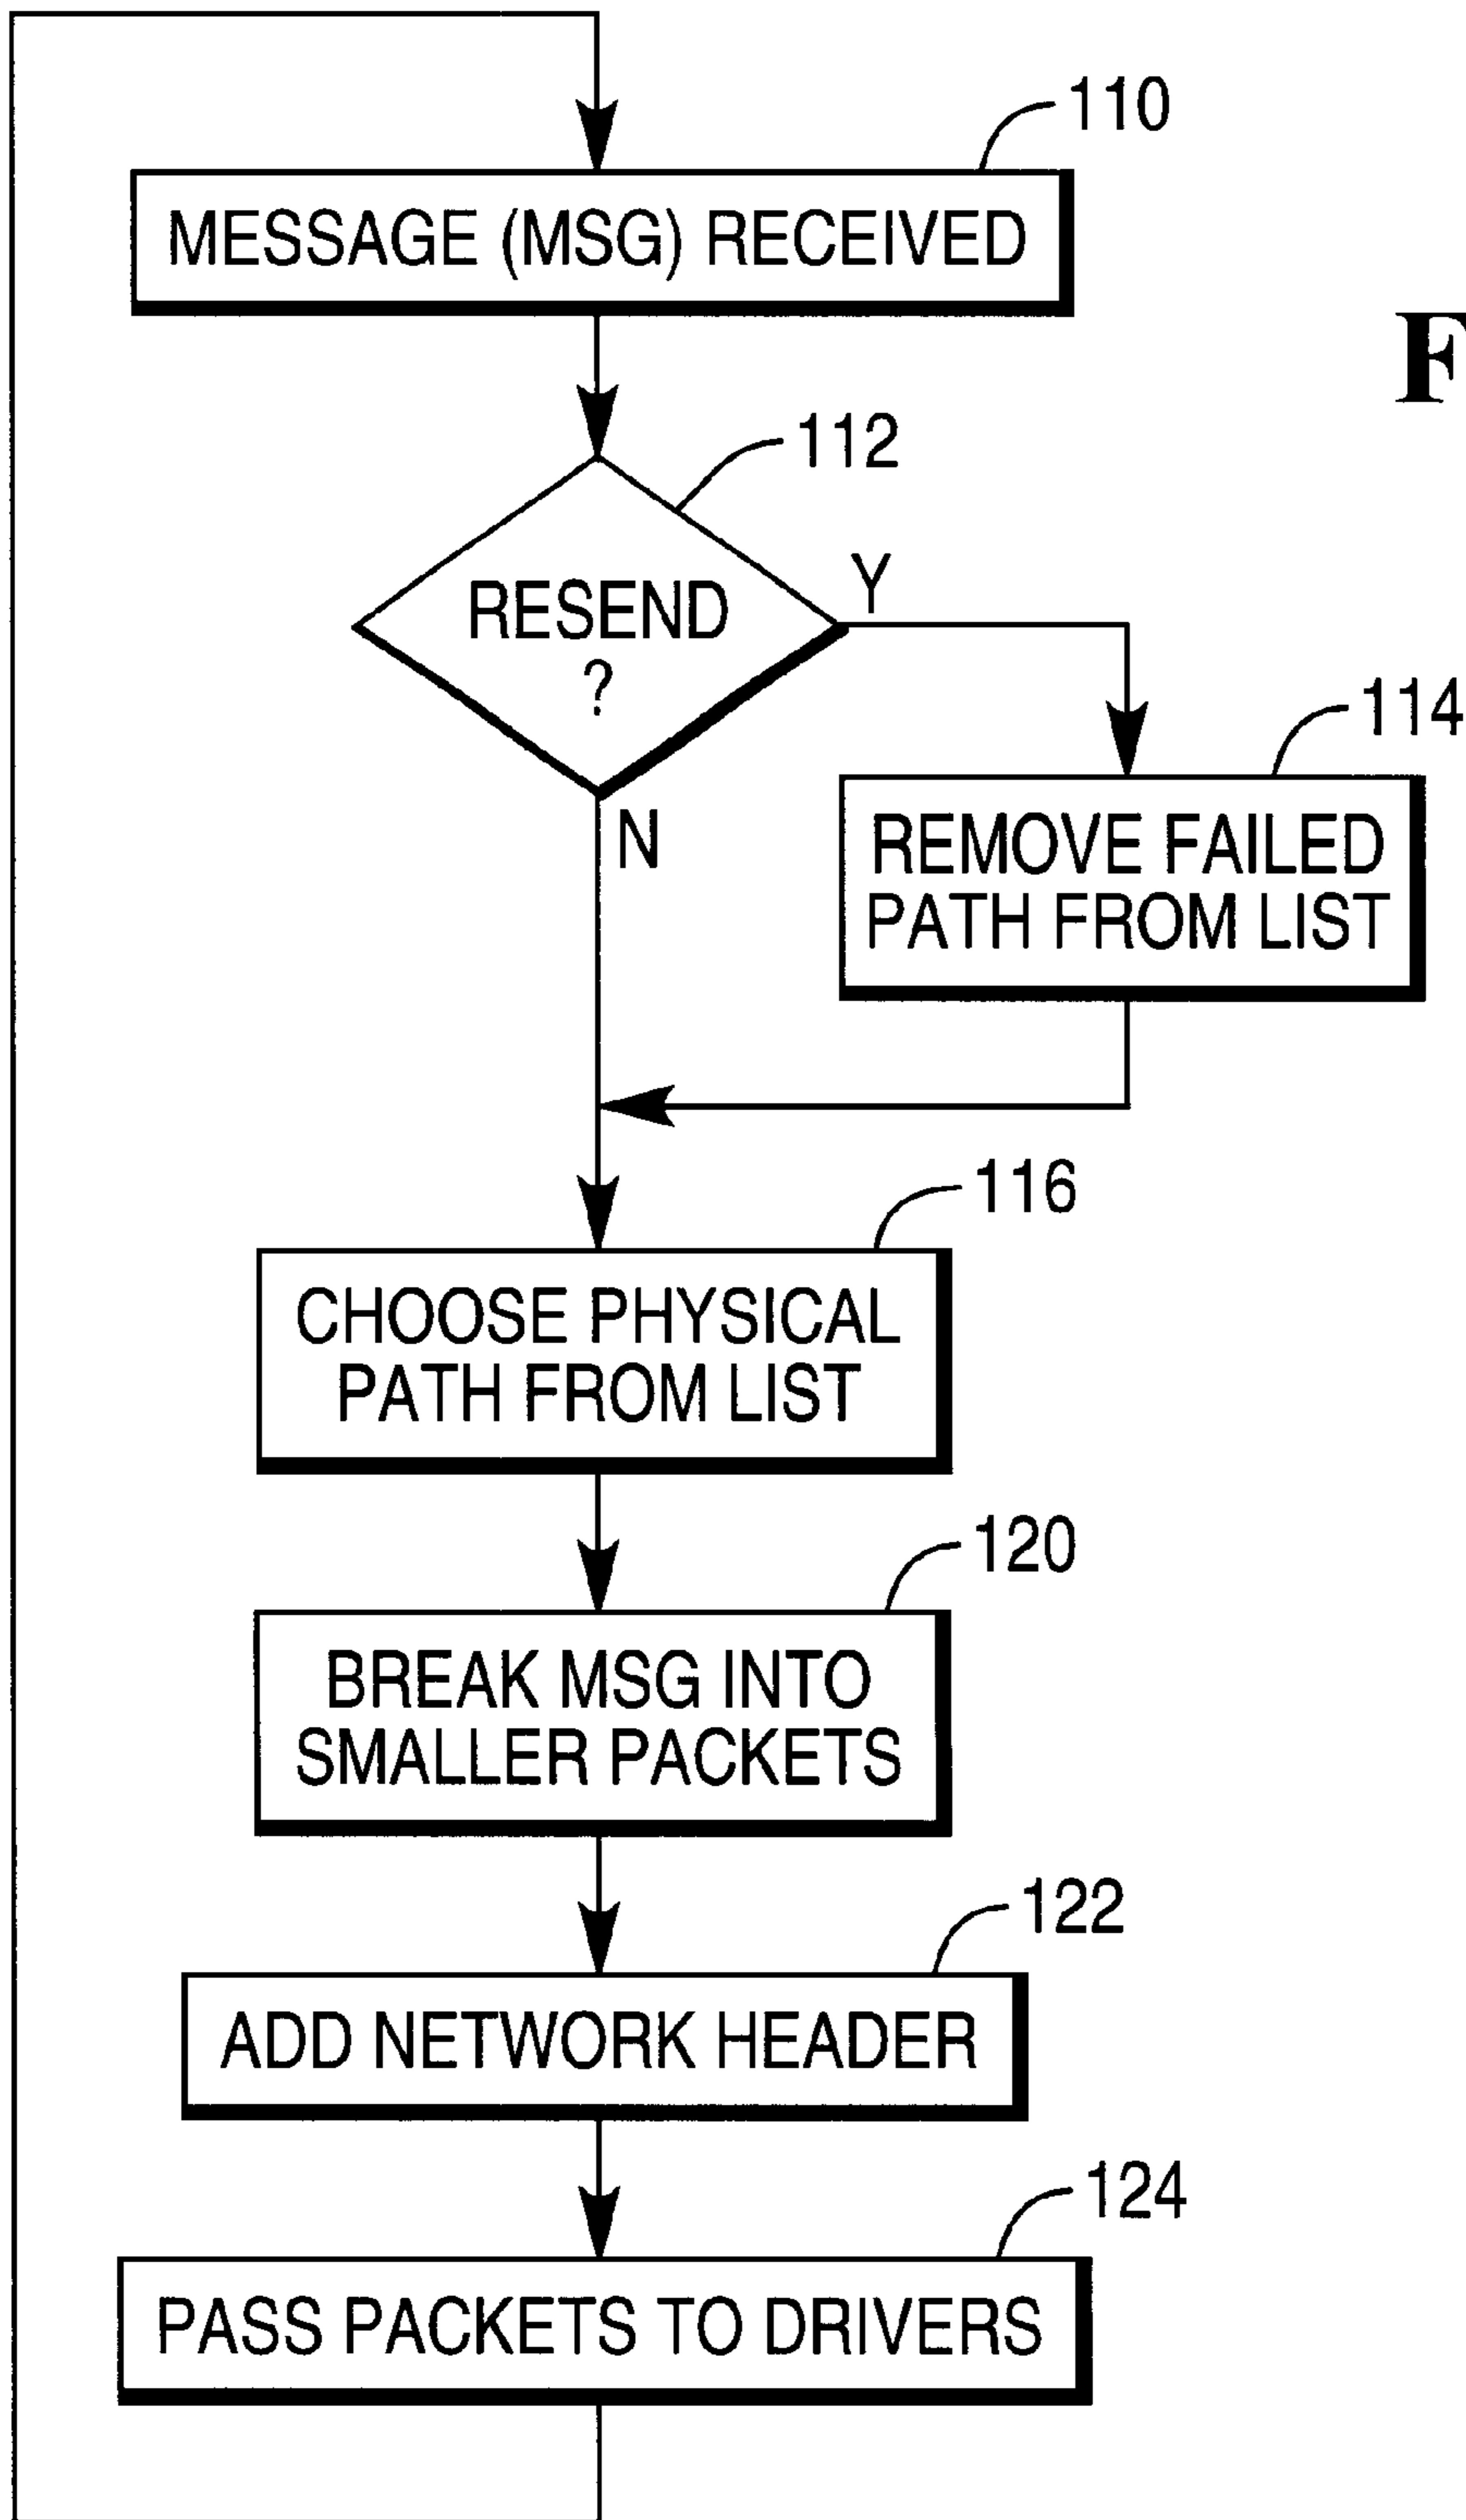 110
MESSAGE (MSG) RECEIVED
F
112
RESEND
?
Y
114
N
REMOVE FAILED
PATH FROM LIST
116
CHOOSE PHYSICAL
PATH FROM LIST
120
BREAK MSG INTO
SMALLER PACKETS
122
ADD NETWORK HEADER
124
PASS PACKETS TO DRIVERS